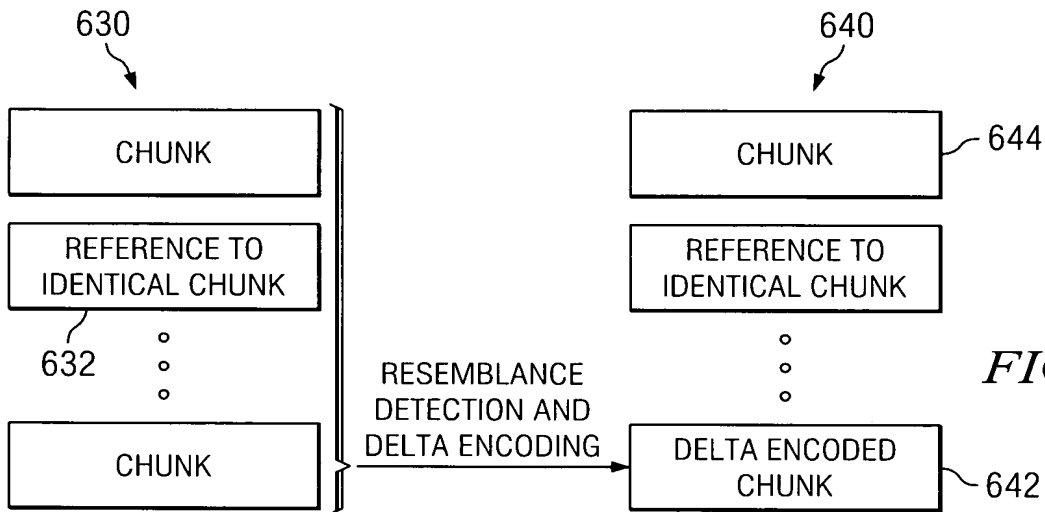 630
640
CHUNK
CHUNK
644
REFERENCE TO
IDENTICAL CHUNK
REFERENCE TO
IDENTICAL CHUNK
632
RESEMBLANCE
DETECTION AND
DELTA ENCODING
CHUNK
DELTA ENCODED
CHUNK
642